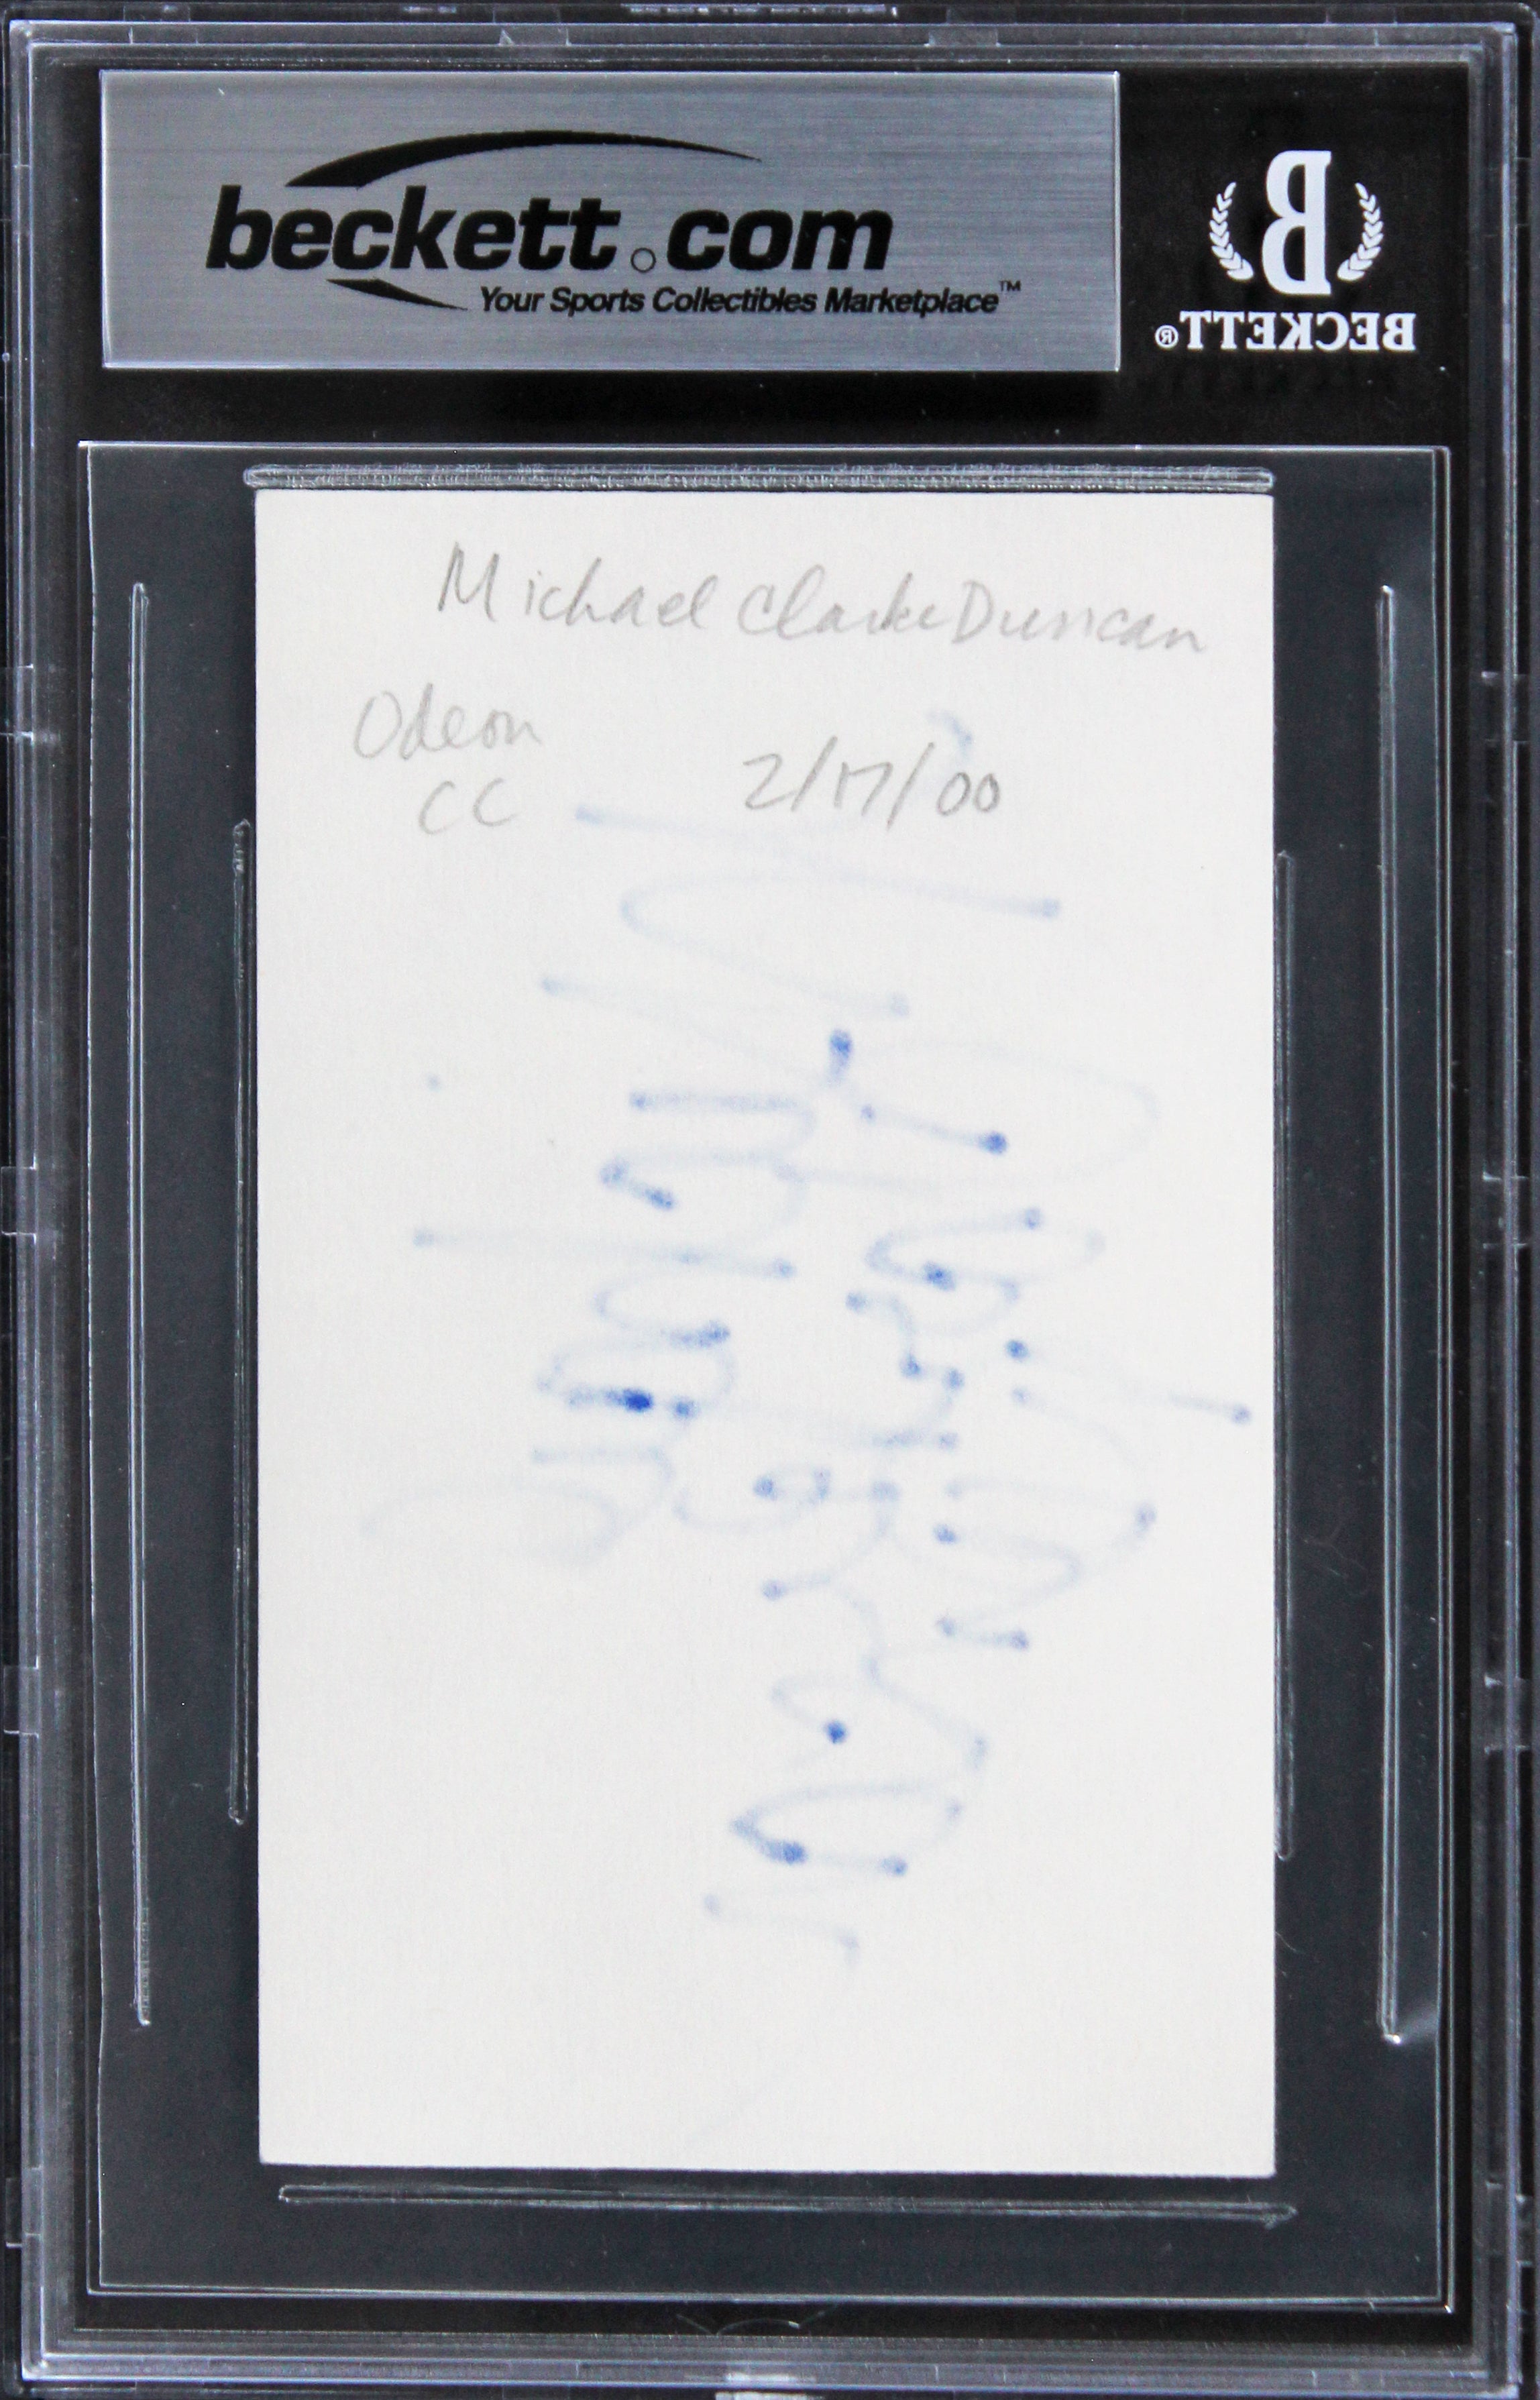 beckett.com
Your Sports Collectibles Marketplace™
B
BECKETT®
Michael Clarke Duncan
Odeon
CC
2/17/00